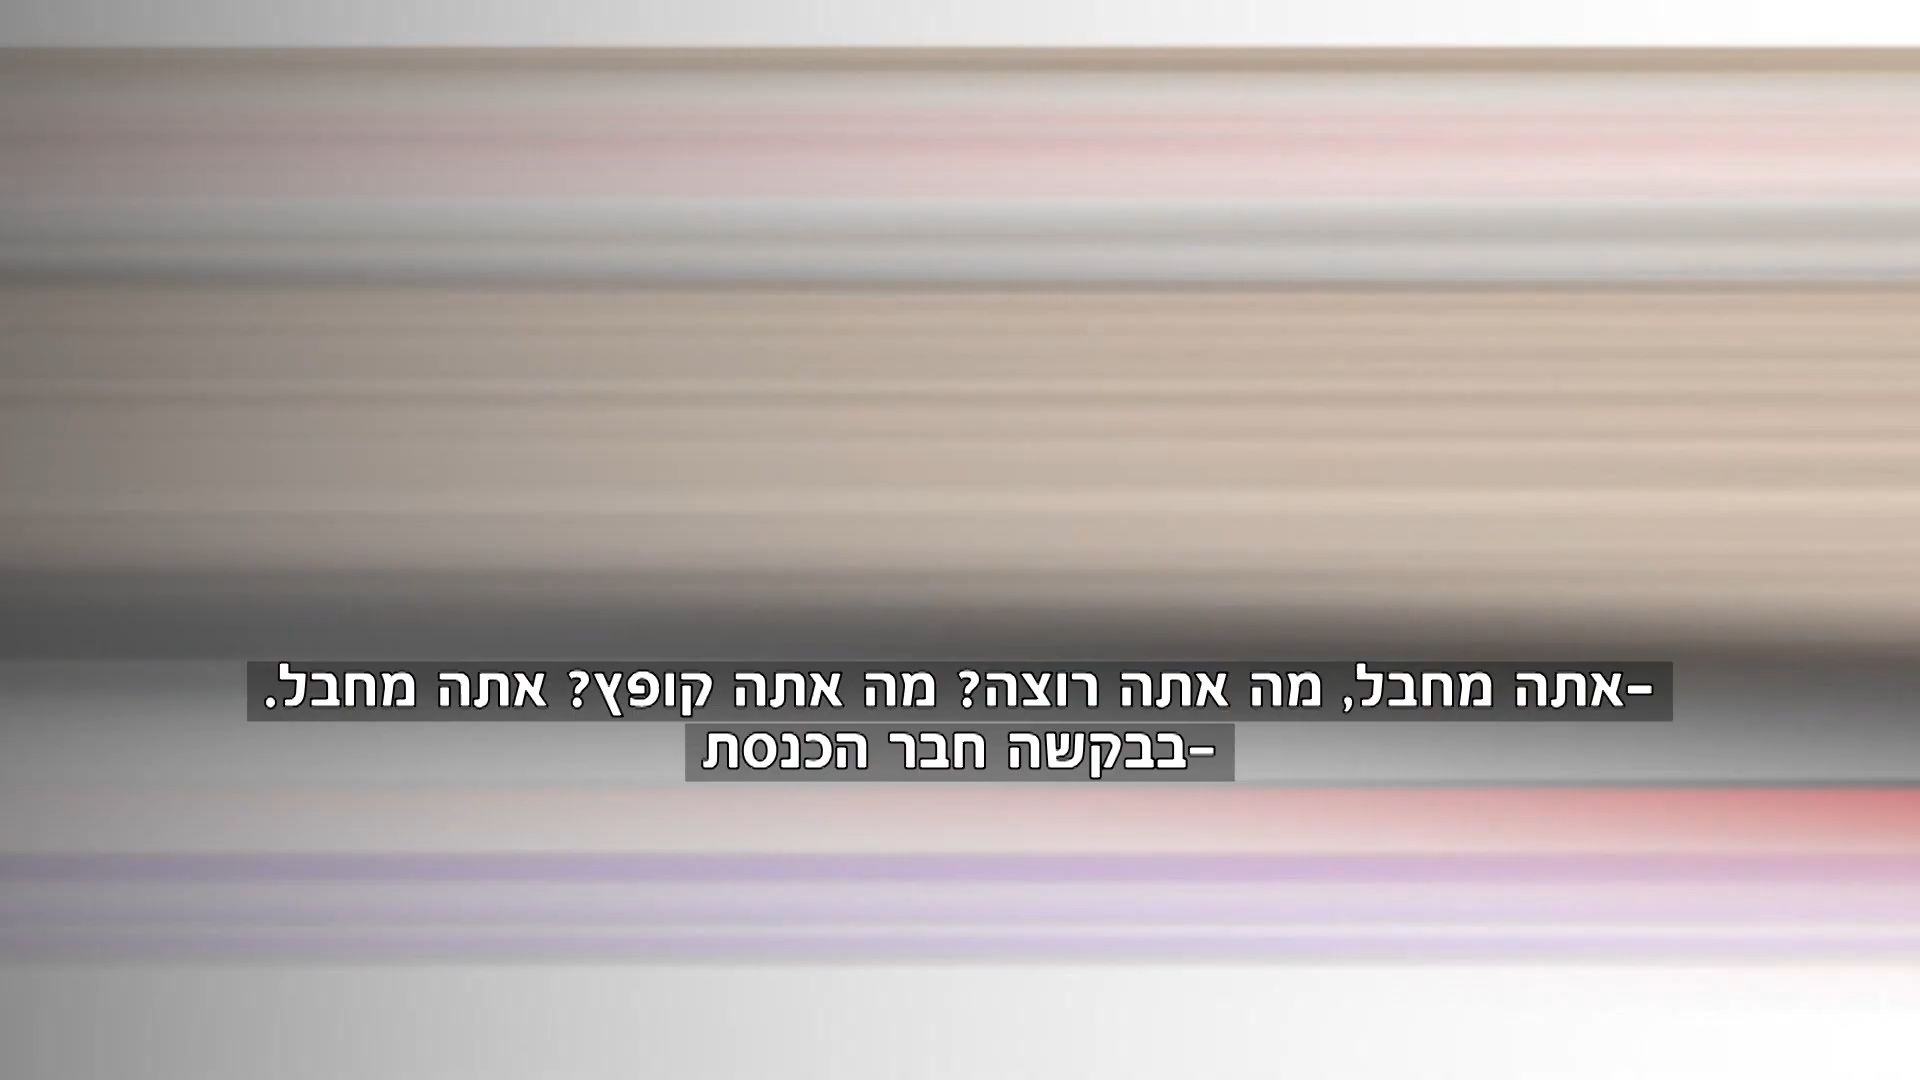 –אתה מחבל, מה אתה רוצה? מה אתה קופץ? אתה מחבל.
–בבקשה חבר הכנסת